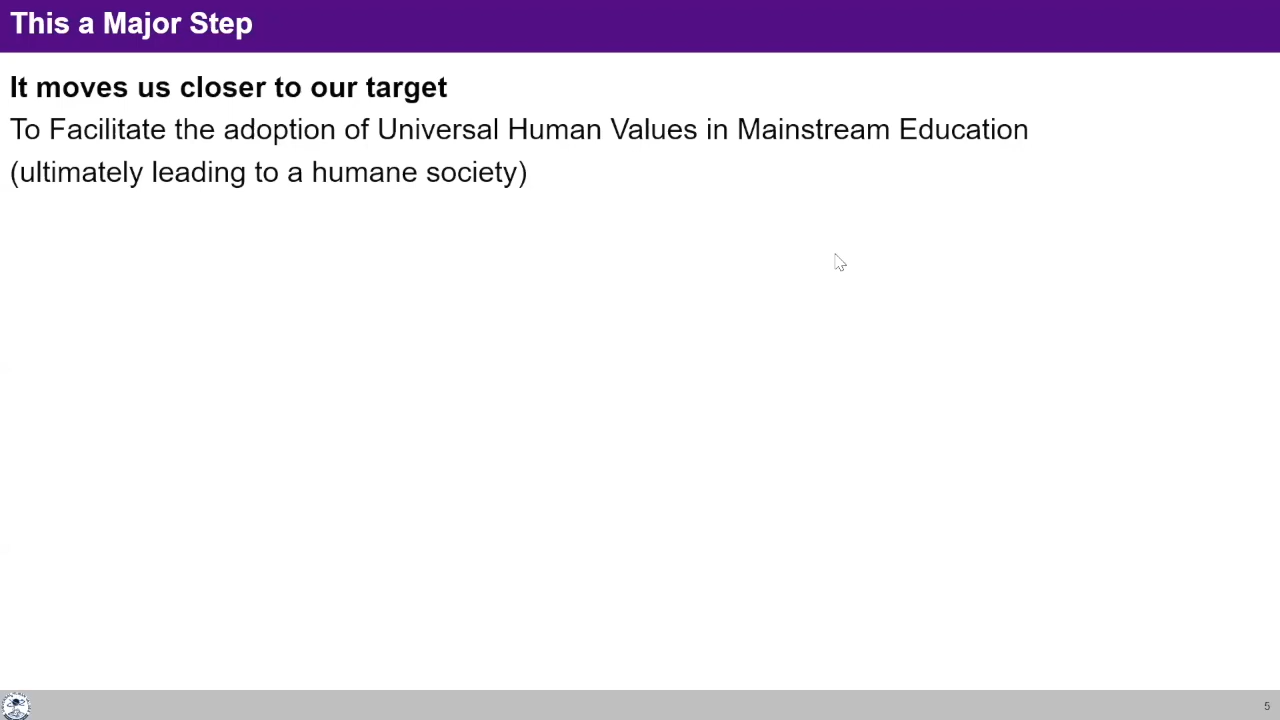 This a Major Step
It moves us closer to our target
To Facilitate the adoption of Universal Human Values in Mainstream Education
(ultimately leading to a humane society)
5